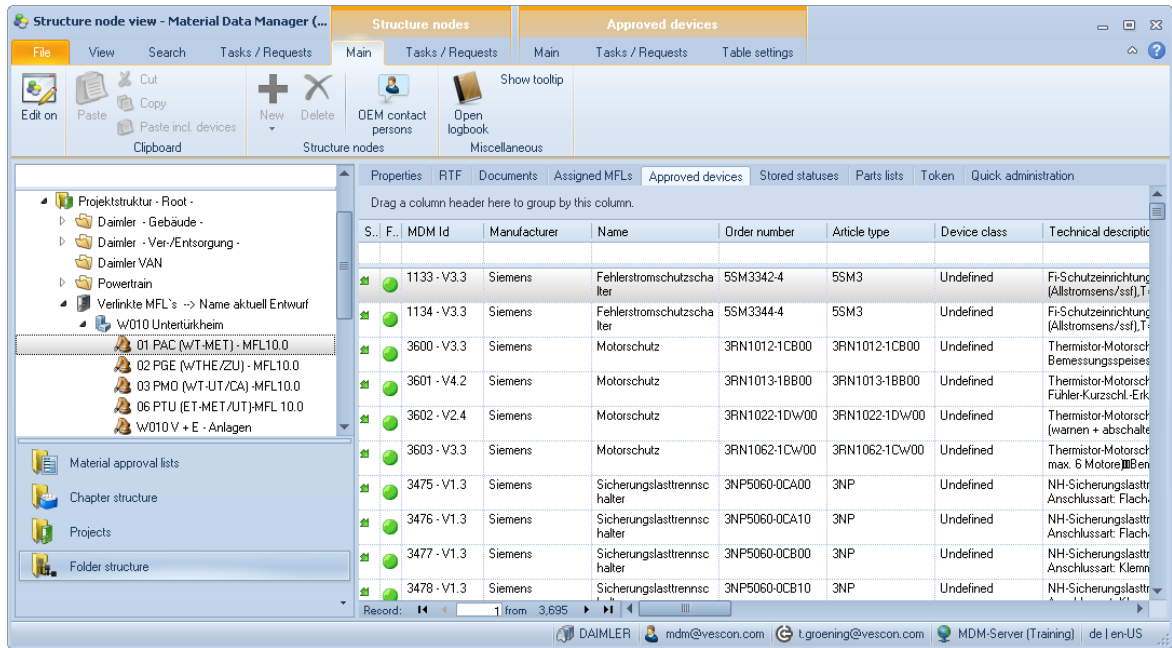 Structure node view - Material Data Manager (...
Structure nodes
Approved devices
File View Search Tasks / Requests Main Tasks / Requests Main Tasks / Requests Table settings
Edit on
Paste
Cut
Copy
Paste incl. devices
Clipboard
New
Delete
Structure nodes
OEM contact persons
Open logbook
Show tooltip
Miscellaneous
Projektstruktur - Root -
Daimler - Gebäude -
Daimler - Ver-/Entsorgung -
Daimler VAN
Powertrain
Verlinkte MFL`s --> Name aktuell Entwurf
W010 Untertürkheim
01 PAC (WT-MET) - MFL10.0
02 PGE (WTHE/ZU) - MFL10.0
03 PMO (WT-UT/CA) -MFL10.0
06 PTU (ET-MET/UT)-MFL 10.0
W010 V + E - Anlagen
Material approval lists
Chapter structure
Projects
Folder structure
Properties RTF Documents Assigned MFLs Approved devices Stored statuses Parts lists Token Quick administration
Drag a column header here to group by this column.
S.. F.. MDM Id Manufacturer Name Order number Article type Device class Technical descriptic
1133 - V3.3 Siemens Fehlerstromschutzscha 5SM3342-4 5SM3 Undefined Fi-Schutzeinrichtung
lter (Allstromsens/ssf),T=
1134 - V3.3 Siemens Fehlerstromschutzscha 5SM3344-4 5SM3 Undefined Fi-Schutzeinrichtung
lter (Allstromsens/ssf),T=
3600 - V3.3 Siemens Motorschutz 3RN1012-1CB00 3RN1012-1CB00 Undefined Thermistor-Motorsch
Bemessungsspeises
3601 - V4.2 Siemens Motorschutz 3RN1013-1BB00 3RN1013-1BB00 Undefined Thermistor-Motorsch
Fühler-Kurzschl.-Erk
3602 - V2.4 Siemens Motorschutz 3RN1022-1DW00 3RN1022-1DW00 Undefined Thermistor-Motorsch
(warnen + abschalte
3603 - V3.3 Siemens Motorschutz 3RN1062-1CW00 3RN1062-1CW00 Undefined Thermistor-Motorsch
max. 6 Motore)
3475 - V1.3 Siemens Sicherungslasttrennsc 3NP5060-0CA00 3NP Undefined NH-Sicherungslasttr
halter Anschlussart: Flach
3476 - V1.3 Siemens Sicherungslasttrennsc 3NP5060-0CA10 3NP Undefined NH-Sicherungslasttr
halter Anschlussart: Flach
3477 - V1.3 Siemens Sicherungslasttrennsc 3NP5060-0CB00 3NP Undefined NH-Sicherungslasttr
halter Anschlussart: Klemm
3478 - V1.3 Siemens Sicherungslasttrennsc 3NP5060-0CB10 3NP Undefined NH-Sicherungslasttr
Record: 1 from 3,695
DAIMLER mdm@vescon.com t.groening@vescon.com MDM-Server (Training) de | en-US